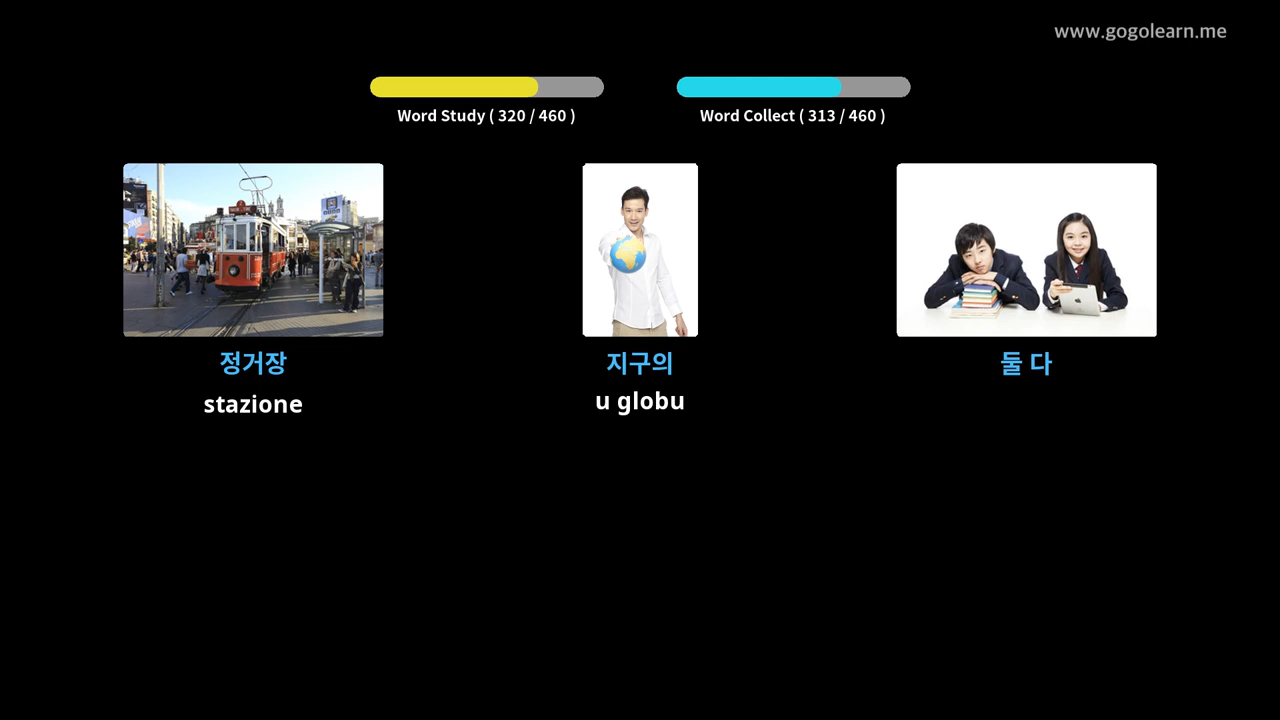 www.gogolearn.me
Word Study ( 320 / 460 )
Word Collect ( 313 / 460 )
정거장
지구의
둘 다
stazione
u globu